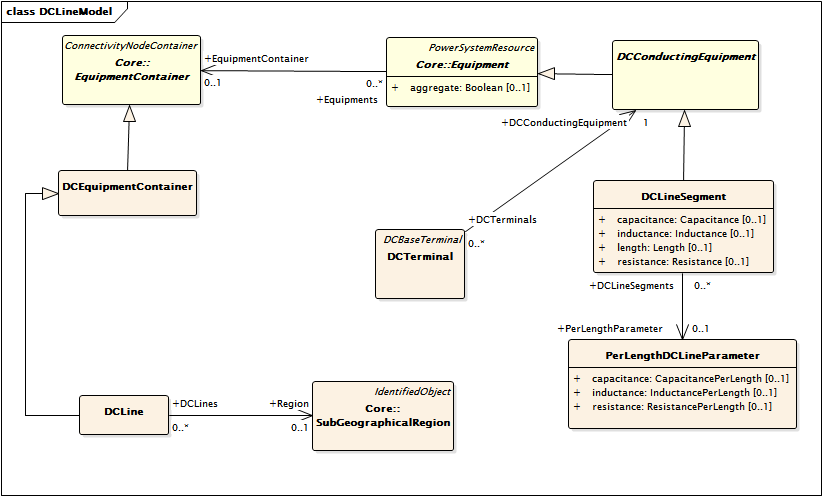 class DCLineModel
ConnectivityNodeContainer
Core::
EquipmentContainer
+EquipmentContainer
0..1
0..*
+Equipments
PowerSystemResource
Core::Equipment
+ aggregate: Boolean [0..1]
DCConductingEquipment
+DCConductingEquipment 1
DCEquipmentContainer
DCLineSegment
+ capacitance: Capacitance [0..1]
+ inductance: Inductance [0..1]
+ length: Length [0..1]
+ resistance: Resistance [0..1]
+DCTerminals
0..*
DCBaseTerminal
DCTerminal
+DCLineSegments 0..*
+PerLengthParameter 0..1
PerLengthDCLineParameter
+ capacitance: CapacitancePerLength [0..1]
+ inductance: InductancePerLength [0..1]
+ resistance: ResistancePerLength [0..1]
DCLine
+DCLines
0..*
+Region
0..1
IdentifiedObject
Core::
SubGeographicalRegion